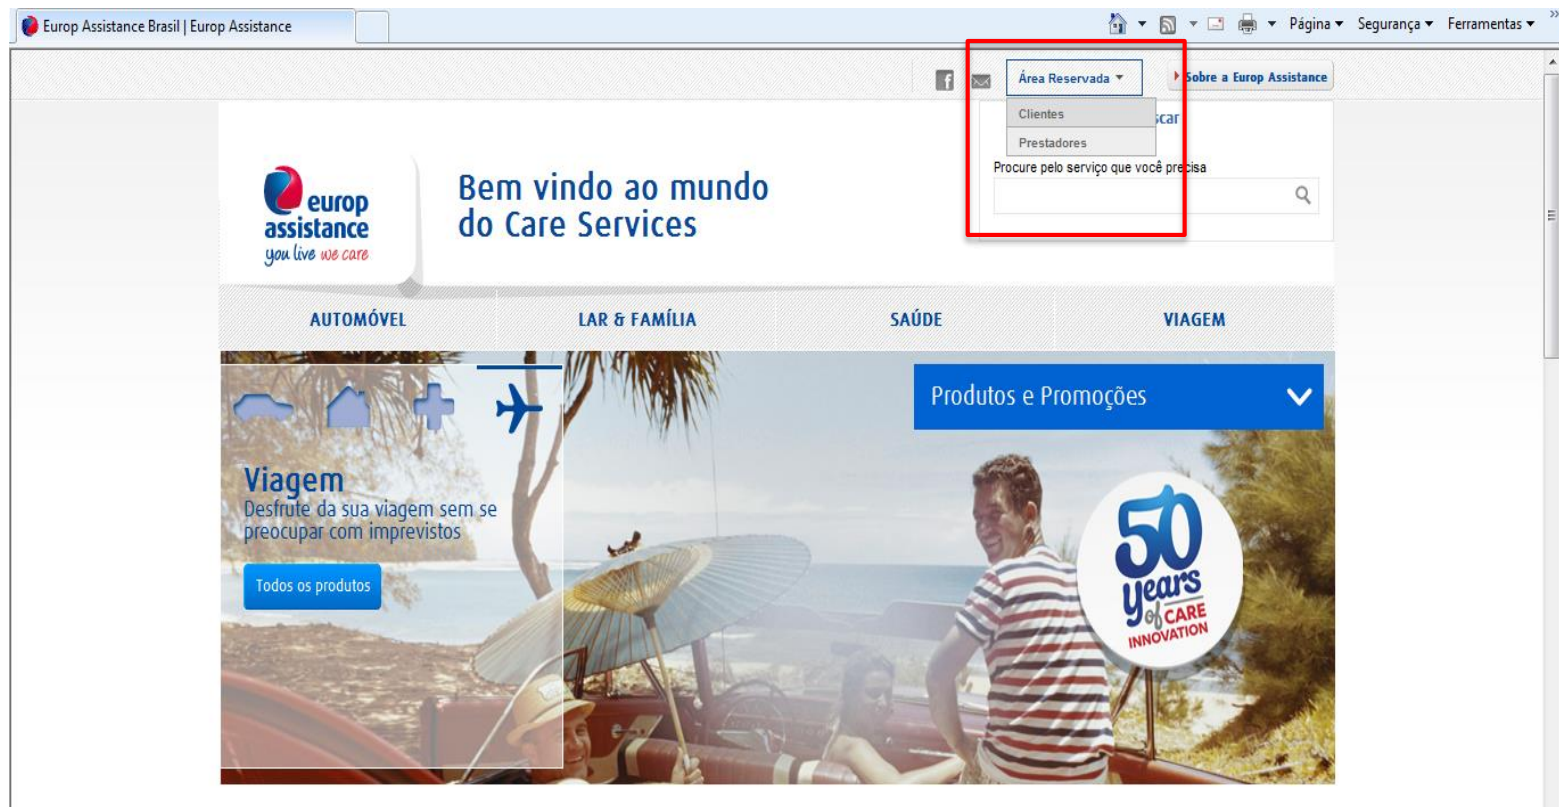 Europ Assistance Brasil | Europ Assistance
Página
Segurança
Ferramentas
Área Reservada
Sobre a Europ Assistance
Clientes
scar
Prestadores
Procure pelo serviço que você precisa
europ
assistance
you live we care
Bem vindo ao mundo
do Care Services
AUTOMÓVEL
LAR & FAMÍLIA
SAÚDE
VIAGEM
Produtos e Promoções
Viagem
Desfrute da sua viagem sem se
preocupar com imprevistos
Todos os produtos
50
years
of CARE
INNOVATION